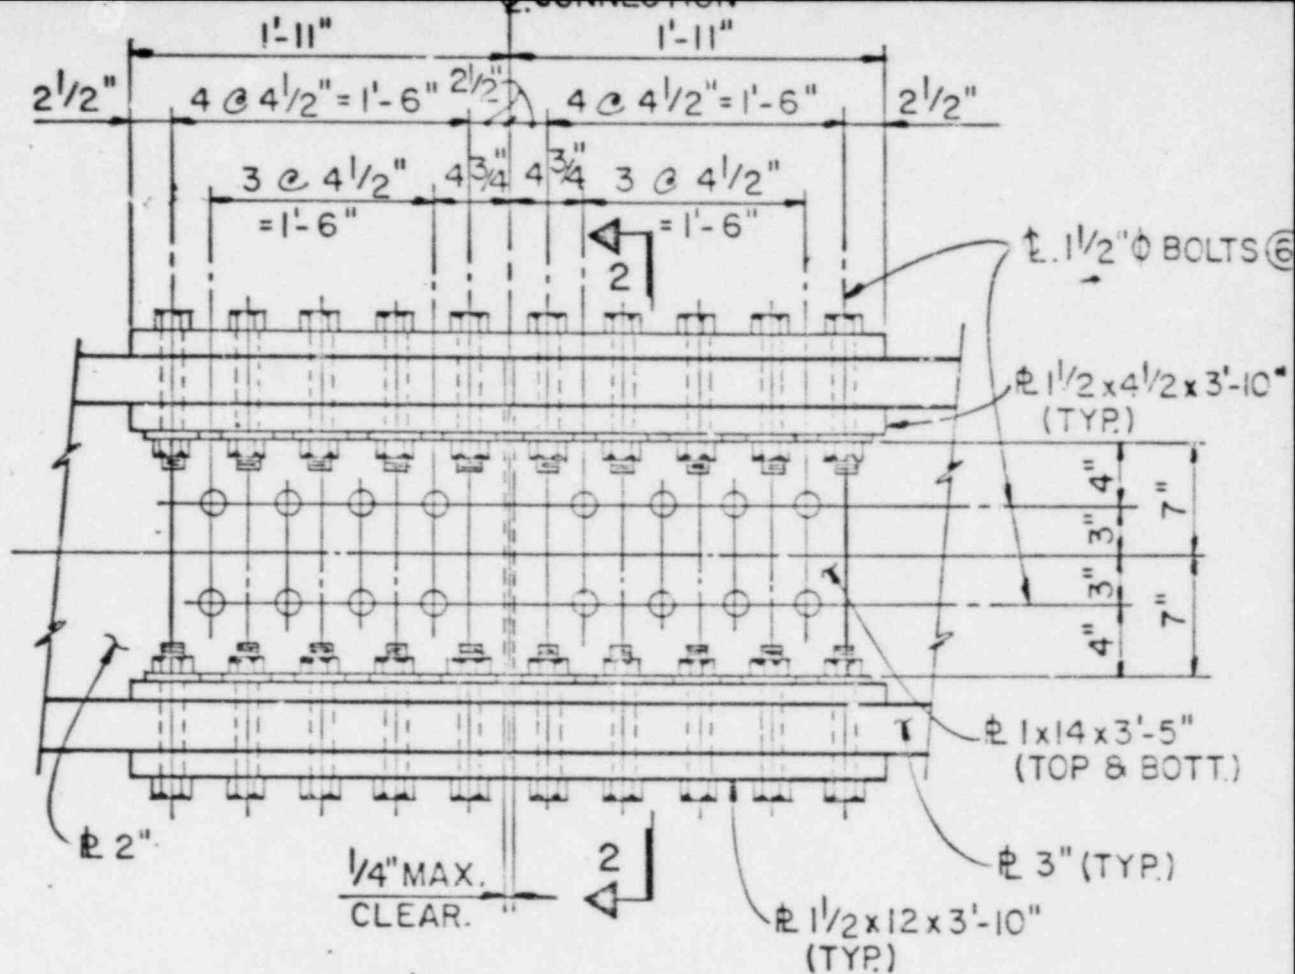 ℄. CONNECTION
1'-11" 1'-11"
2 1/2" 4 @ 4 1/2" = 1'-6" 2 1/2" 4 @ 4 1/2" = 1'-6" 2 1/2"
3 @ 4 1/2" 4 3/4" 4 3/4" 3 @ 4 1/2"
= 1'-6" = 1'-6"
℄. 1 1/2" Φ BOLTS ⑥
2
℞ 1 1/2 x 4 1/2 x 3'-10"
(TYP.)
4"
7"
3"
3"
7"
4"
℞ 1 x 14 x 3'-5"
(TOP & BOTT.)
℞ 2"
1/4" MAX.
CLEAR.
2
℞ 3" (TYP.)
℞ 1 1/2 x 12 x 3'-10"
(TYP.)